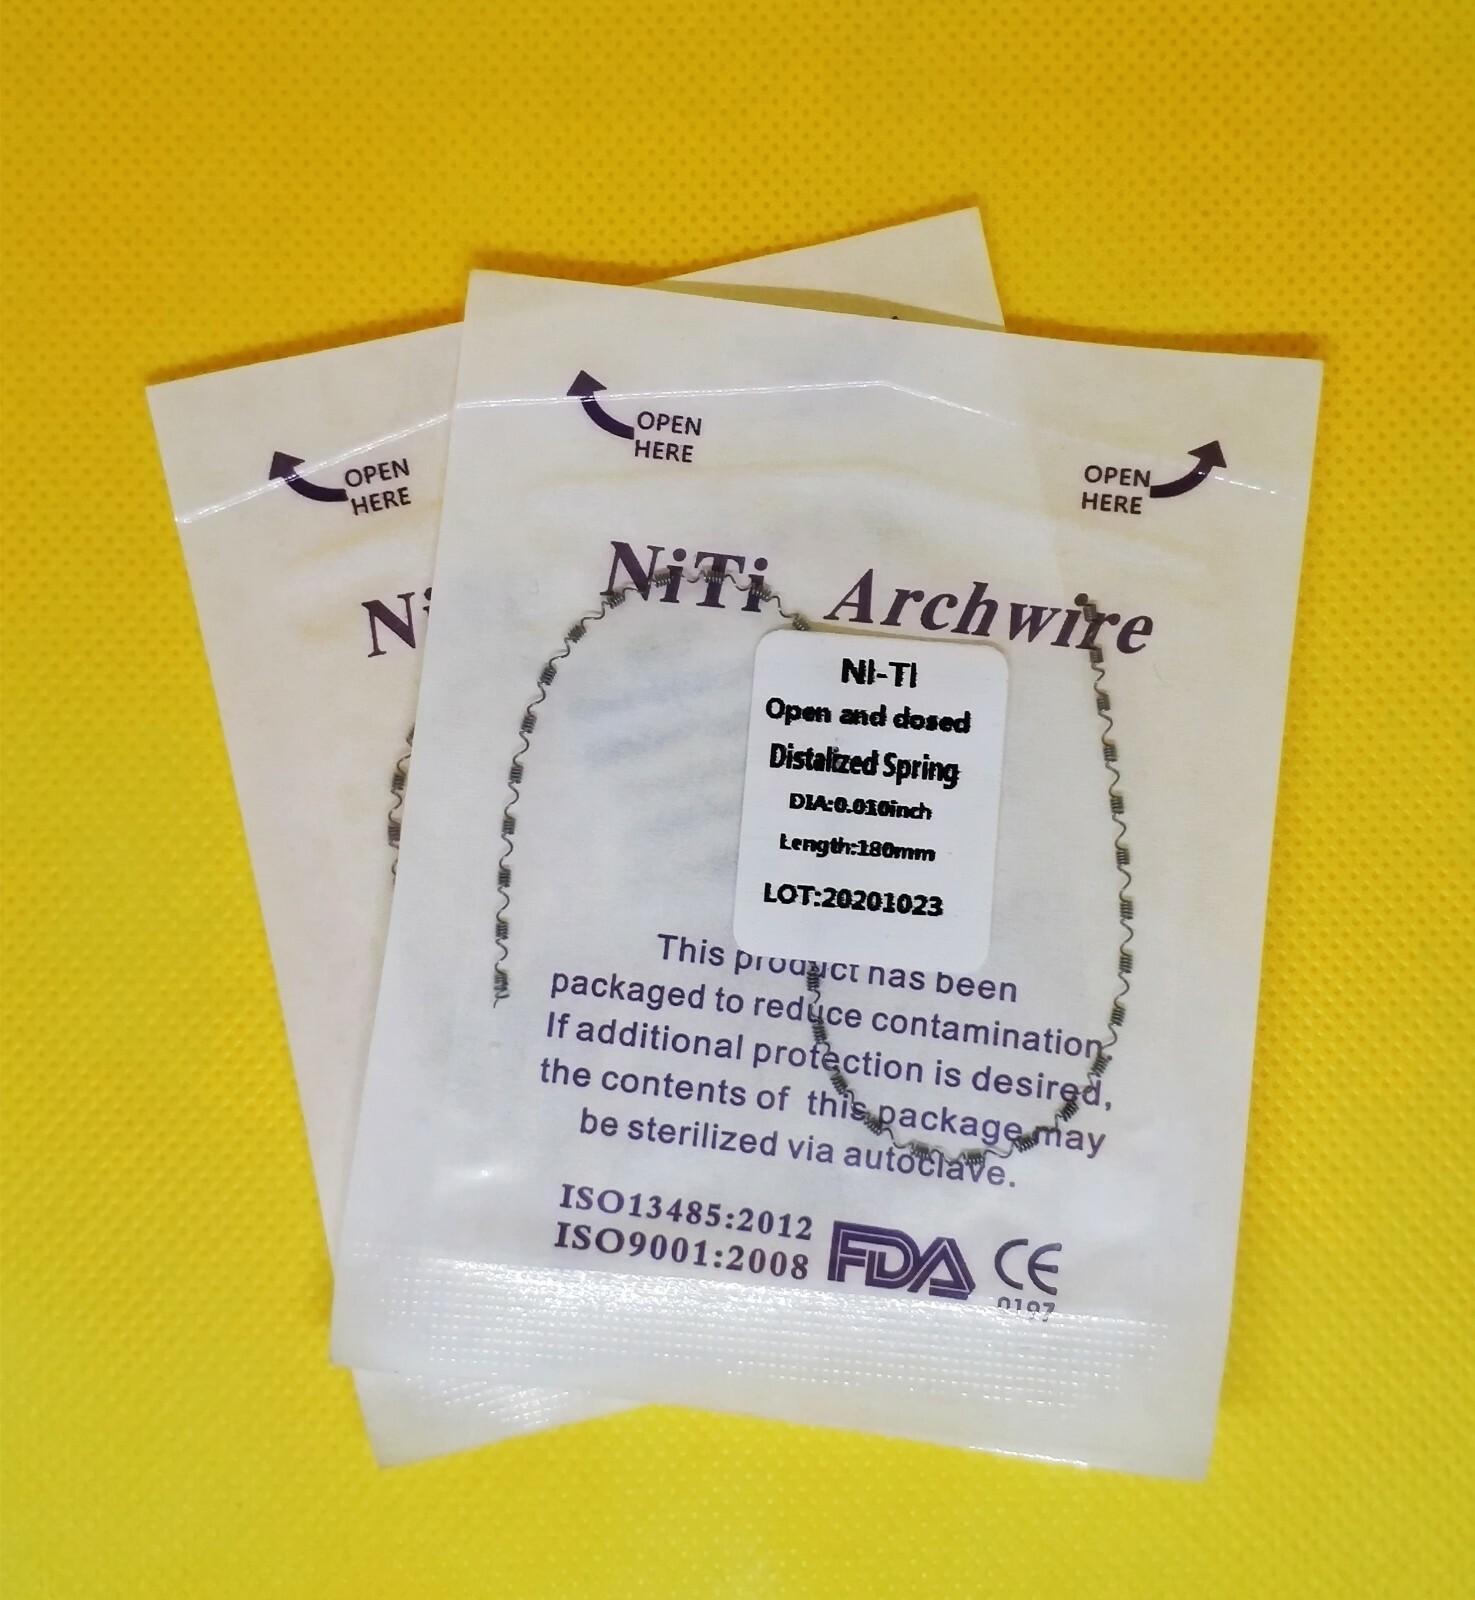 OPEN
HERE
OPEN
HERE
OPEN
HERE
Ni
NiTi Archwire
NI-TI
Open and dosed
Distalized Spring
DIA:0.010inch
Length:180mm
LOT:20201023
This product has been
packaged to reduce contamination,
If additional protection is desired,
the contents of this package may
be sterilized via autoclave.
ISO13485:2012
ISO9001:2008
FDA
CE
0197